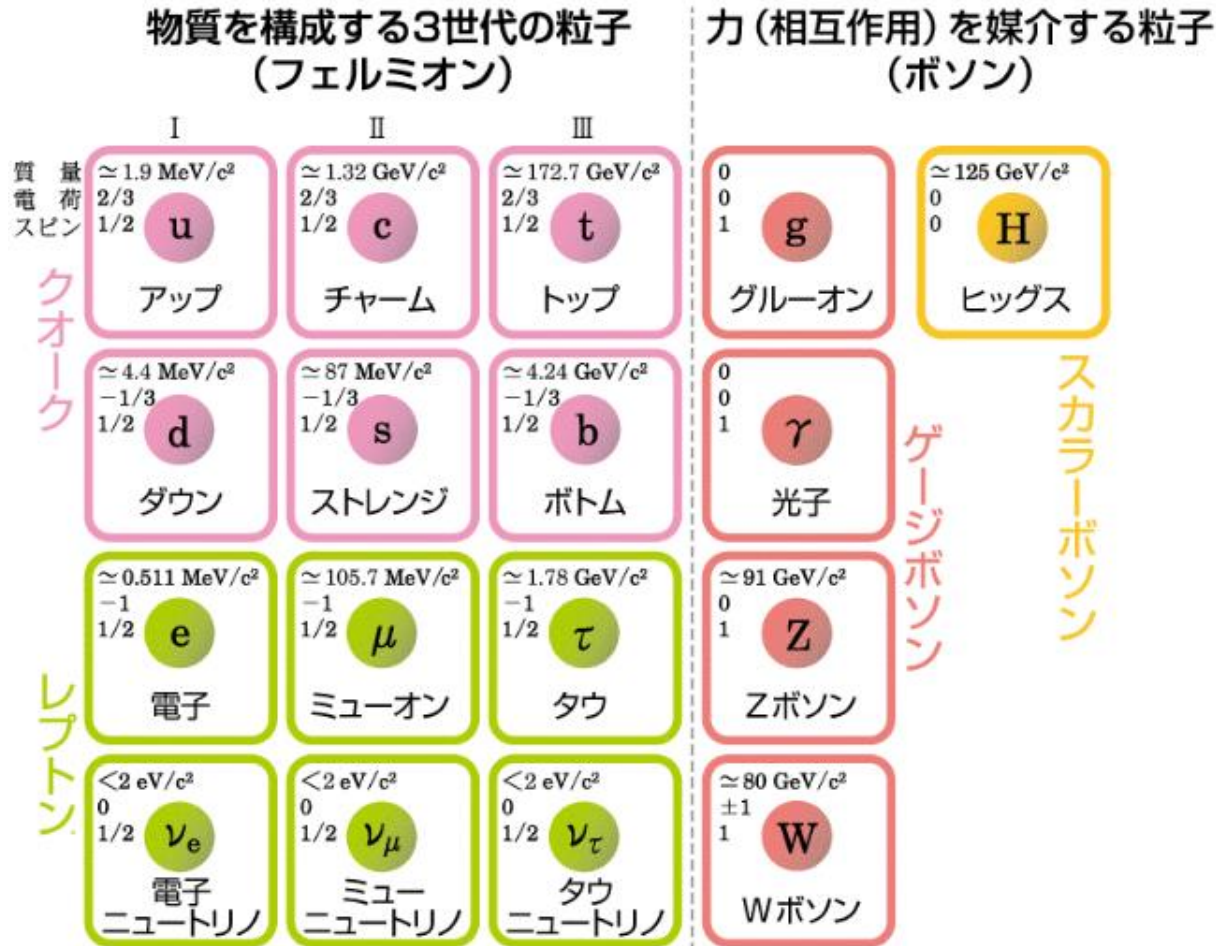 物質を構成する3世代の粒子
(フェルミオン)
力(相互作用)を媒介する粒子
(ボソン)
Ⅰ
Ⅱ
Ⅲ
質量
電荷
スピン
クオーク
レプトン
≃1.9 MeV/c²
2/3
1/2
u
アップ
≃1.32 GeV/c²
2/3
1/2
c
チャーム
≃172.7 GeV/c²
2/3
1/2
t
トップ
0
0
1
g
グルーオン
≃125 GeV/c²
0
0
H
ヒッグス
≃4.4 MeV/c²
−1/3
1/2
d
ダウン
≃87 MeV/c²
−1/3
1/2
s
ストレンジ
≃4.24 GeV/c²
−1/3
1/2
b
ボトム
0
0
1
γ
光子
ゲージボソン
スカラーボソン
≃0.511 MeV/c²
−1
1/2
e
電子
≃105.7 MeV/c²
−1
1/2
μ
ミューオン
≃1.78 GeV/c²
−1
1/2
τ
タウ
≃91 GeV/c²
0
1
Z
Zボソン
<2 eV/c²
0
1/2
νe
電子
ニュートリノ
<2 eV/c²
0
1/2
νμ
ミュー
ニュートリノ
<2 eV/c²
0
1/2
ντ
タウ
ニュートリノ
≃80 GeV/c²
±1
1
W
Wボソン